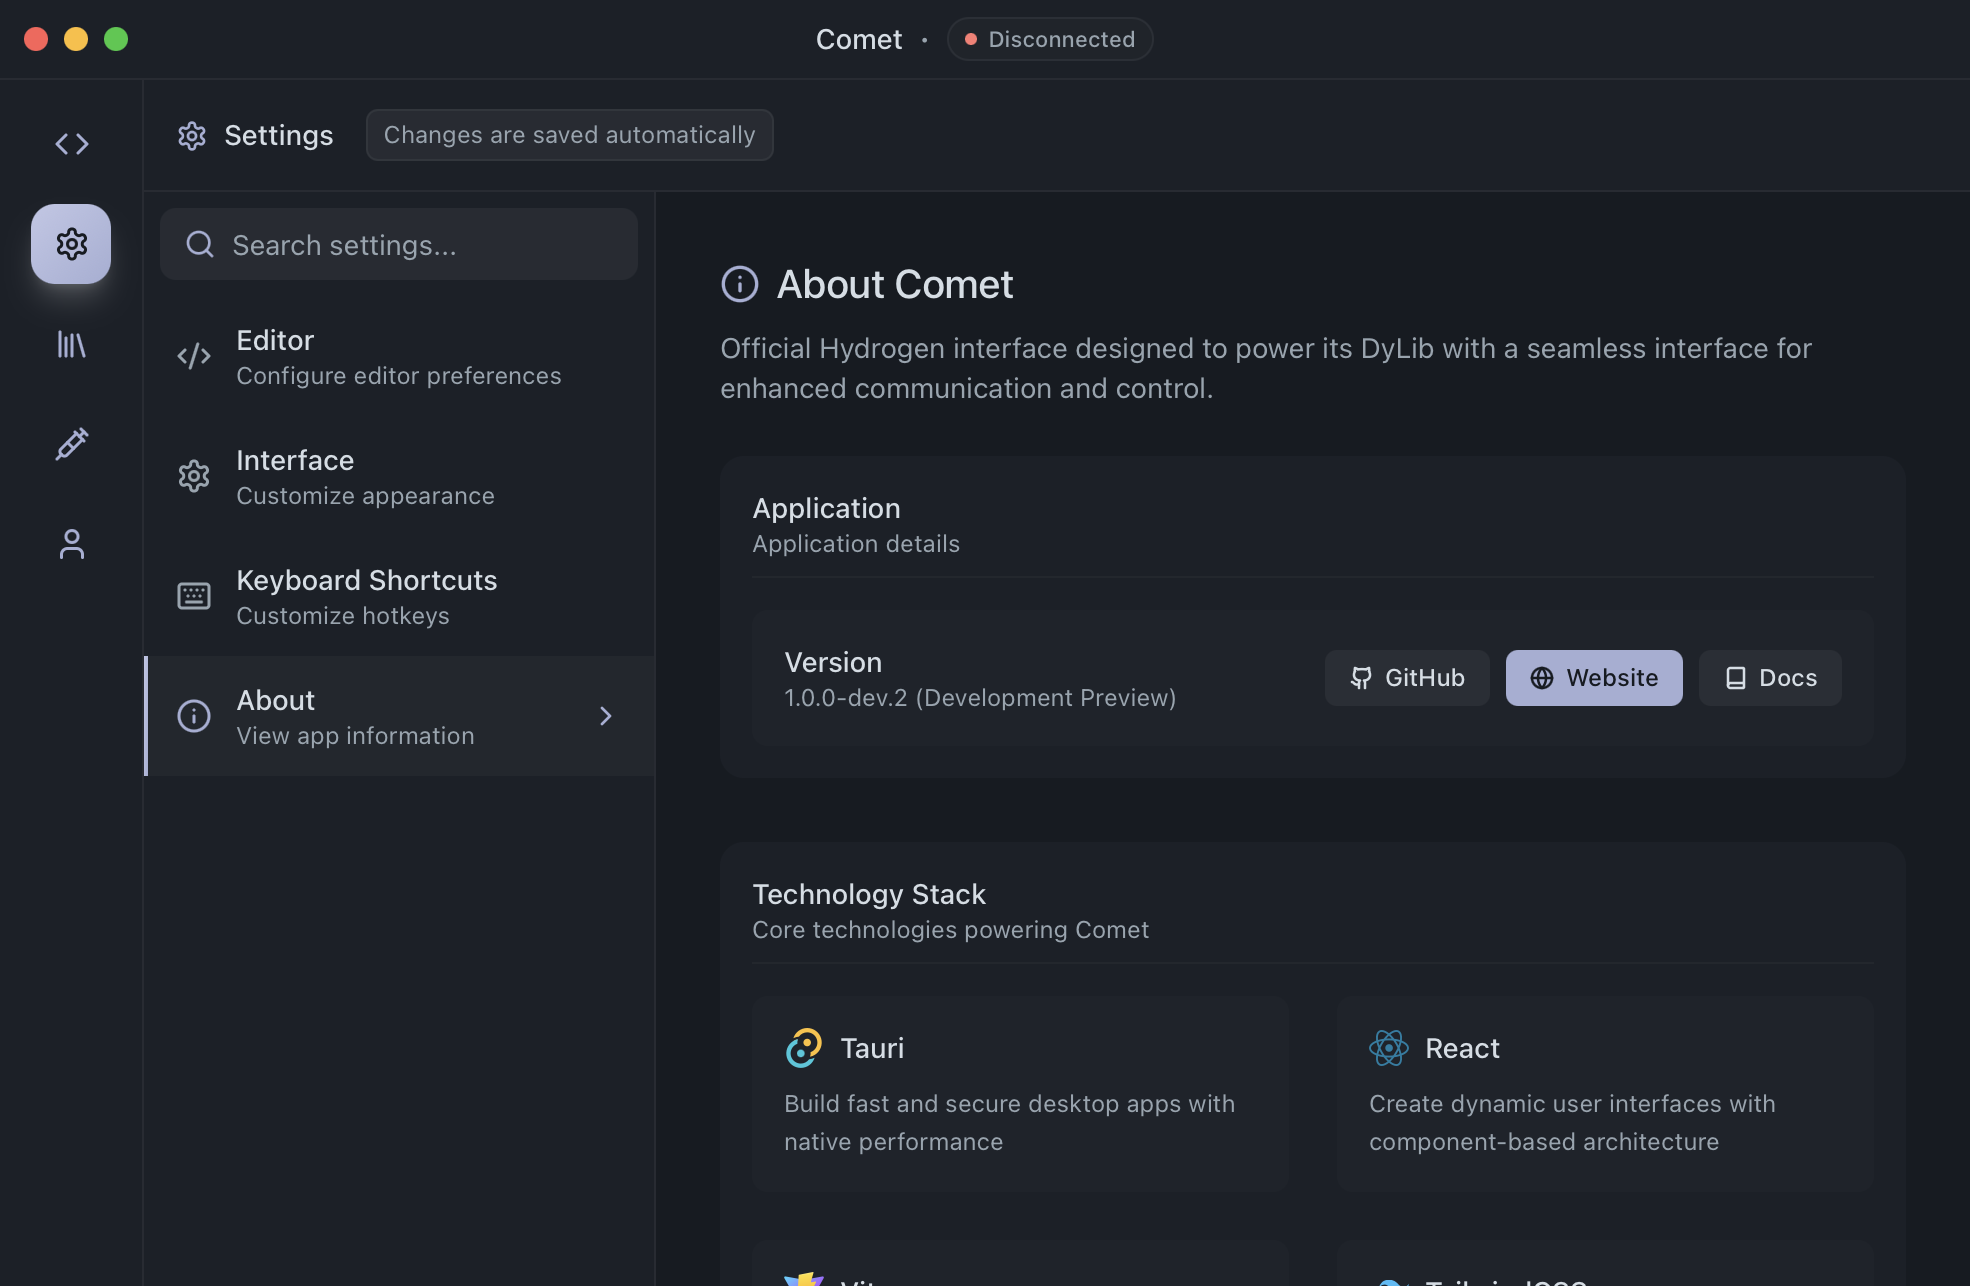 Comet
Disconnected
Settings
Changes are saved automatically
Search settings...
Editor
Configure editor preferences
Interface
Customize appearance
Keyboard Shortcuts
Customize hotkeys
About
View app information
About Comet
Official Hydrogen interface designed to power its DyLib with a seamless interface for
enhanced communication and control.
Application
Application details
Version
1.0.0-dev.2 (Development Preview)
GitHub
Website
Docs
Technology Stack
Core technologies powering Comet
Tauri
Build fast and secure desktop apps with
native performance
React
Create dynamic user interfaces with
component-based architecture